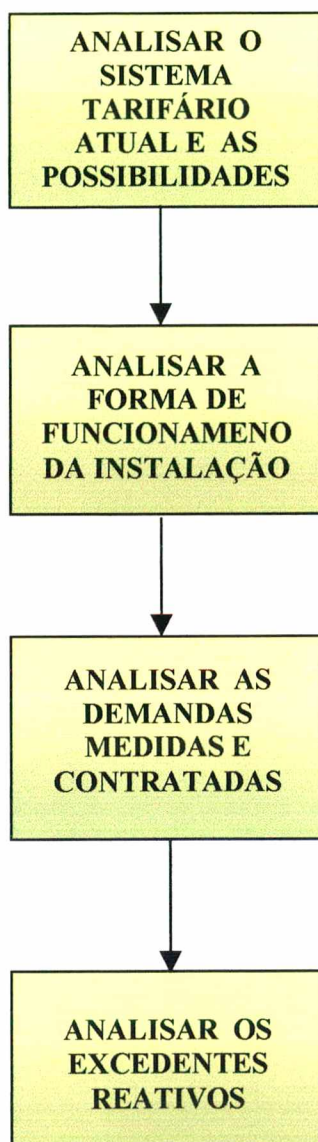 ANALISAR O
SISTEMA
TARIFÁRIO
ATUAL E AS
POSSIBILIDADES
ANALISAR A
FORMA DE
FUNCIONAMENO
DA INSTALAÇÃO
ANALISAR AS
DEMANDAS
MEDIDAS E
CONTRATADAS
ANALISAR OS
EXCEDENTES
REATIVOS